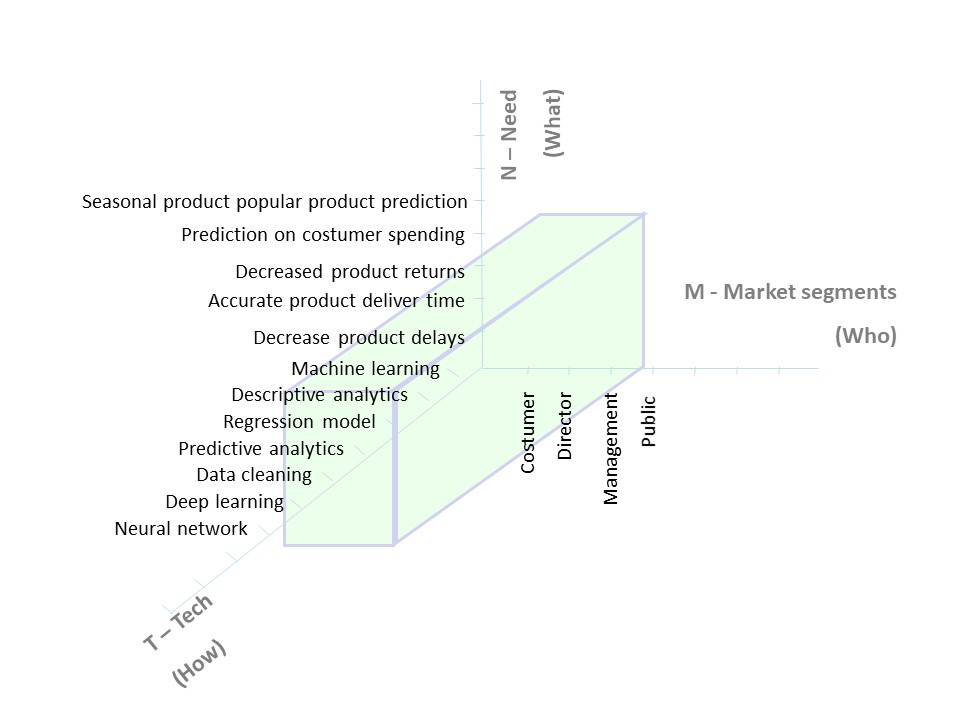 N – Need
(What)
Seasonal product popular product prediction
Prediction on costumer spending
Decreased product returns
Accurate product deliver time
Decrease product delays
M - Market segments
(Who)
Machine learning
Descriptive analytics
Regression model
Predictive analytics
Data cleaning
Deep learning
Neural network
Costumer
Director
Management
Public
T – Tech
(How)